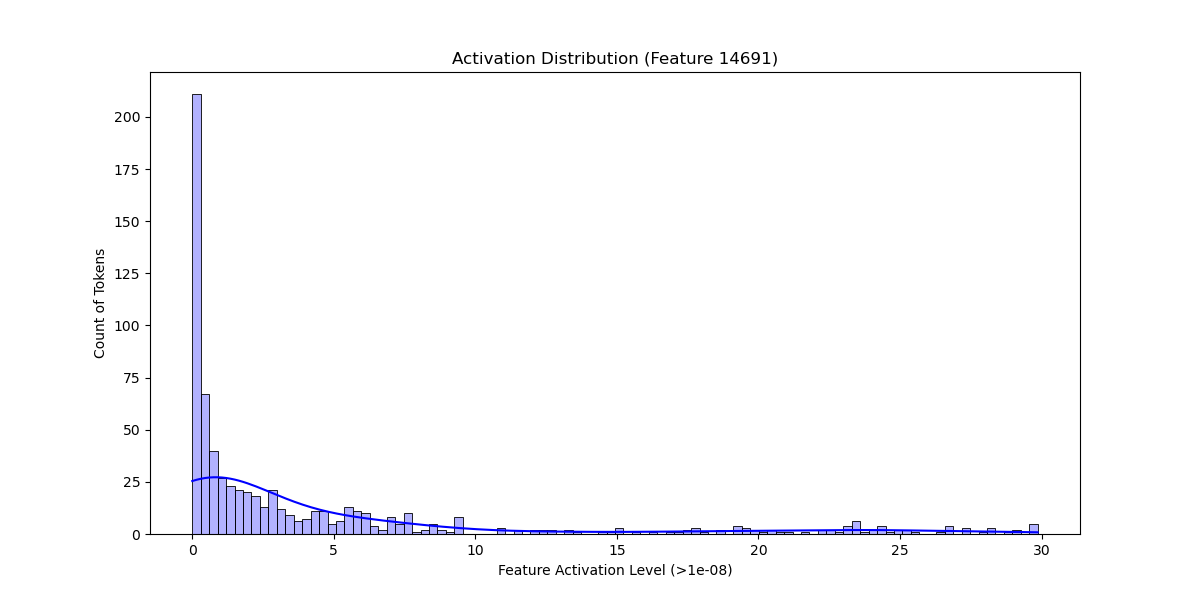 Activation Distribution (Feature 14691)
200
175
150
125
100
75
50
25
0
Count of Tokens
0 5 10 15 20 25 30
Feature Activation Level (>1e-08)